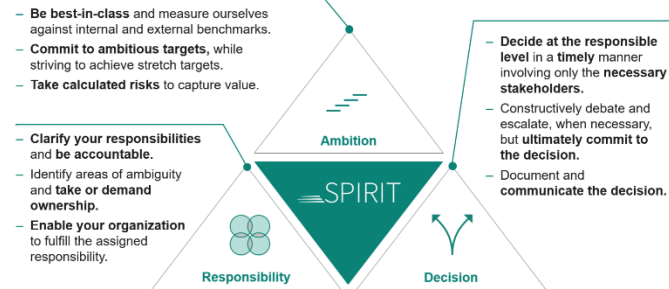 – Be best-in-class and measure ourselves
against internal and external benchmarks.
– Commit to ambitious targets, while
striving to achieve stretch targets.
– Take calculated risks to capture value.
– Clarify your responsibilities
and be accountable.
– Identify areas of ambiguity
and take or demand
ownership.
– Enable your organization
to fulfill the assigned
responsibility.
Ambition
SPIRIT
Responsibility
Decision
– Decide at the responsible
level in a timely manner
involving only the necessary
stakeholders.
– Constructively debate and
escalate, when necessary,
but ultimately commit to
the decision.
– Document and
communicate the decision.